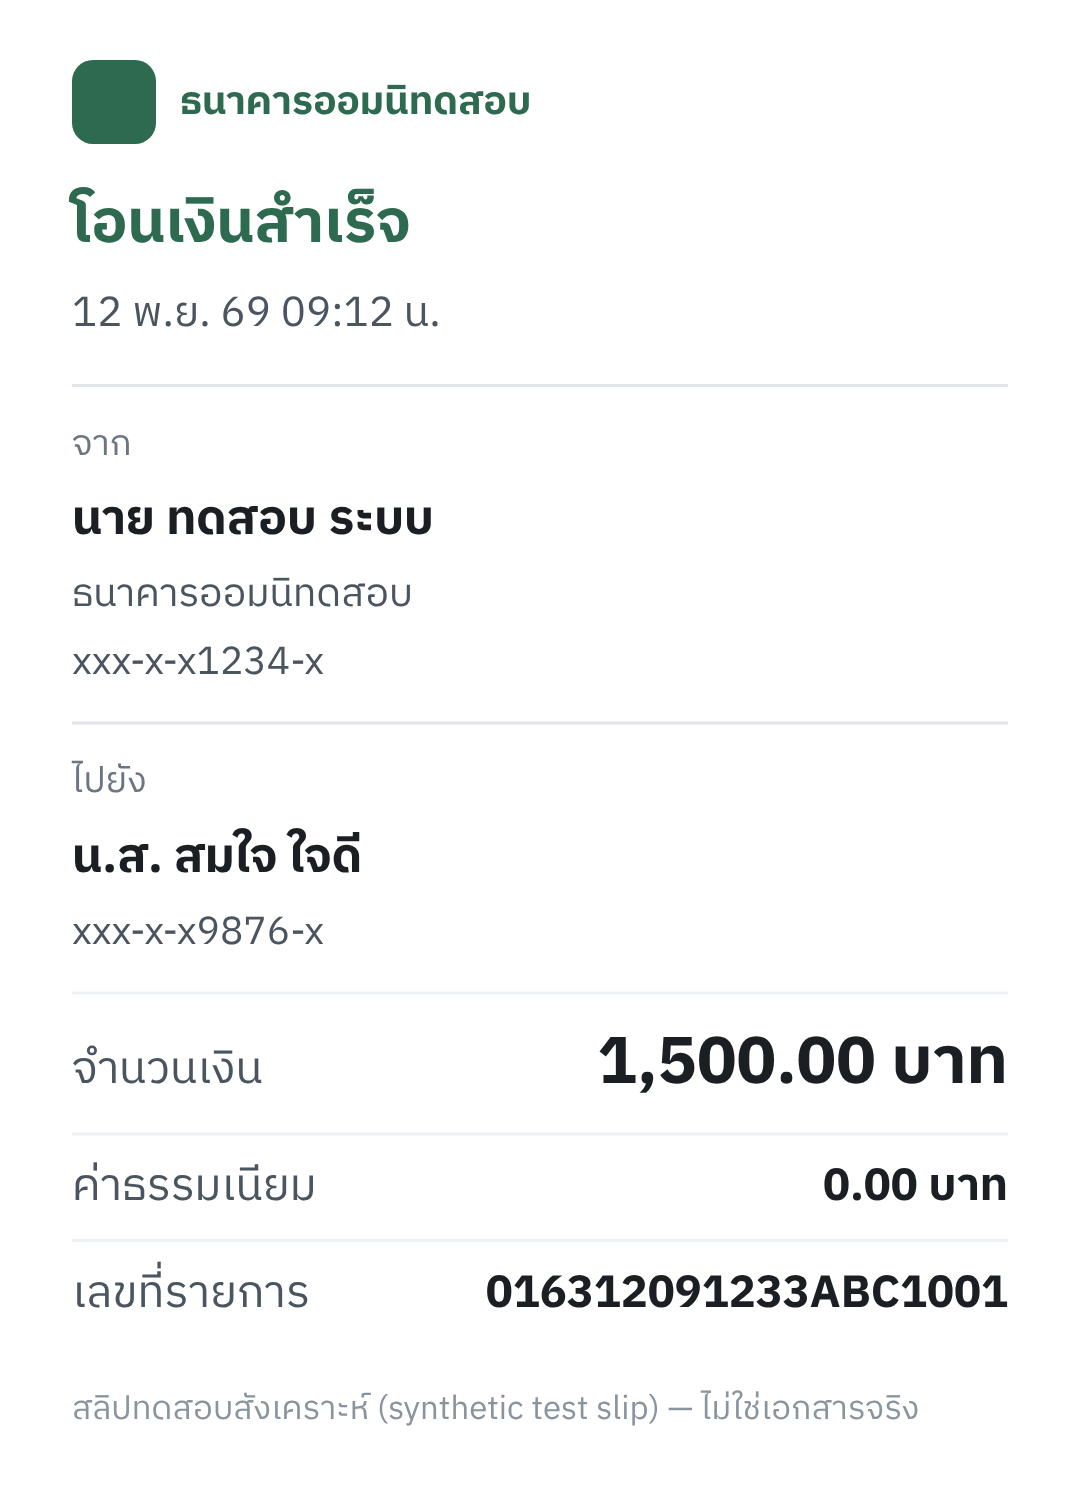 ธนาคารออมนิทดสอบ
โอนเงินสำเร็จ
12 พ.ย. 69 09:12 น.
จาก
นาย ทดสอบ ระบบ
ธนาคารออมนิทดสอบ
xxx-x-x1234-x
ไปยัง
น.ส. สมใจ ใจดี
xxx-x-x9876-x
จำนวนเงิน 1,500.00 บาท
ค่าธรรมเนียม 0.00 บาท
เลขที่รายการ 016312091233ABC1001
สลิปทดสอบสังเคราะห์ (synthetic test slip) — ไม่ใช่เอกสารจริง